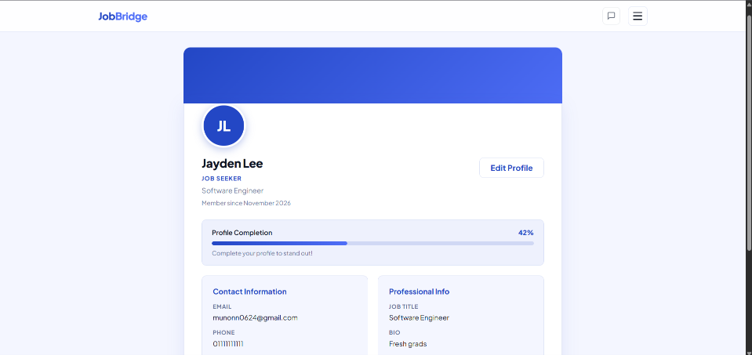 JobBridge
JL
Jayden Lee
Edit Profile
JOB SEEKER
Software Engineer
Member since November 2026
Profile Completion 42%
Complete your profile to stand out!
Contact Information
EMAIL
munonn0624@gmail.com
PHONE
01111111111
Professional Info
JOB TITLE
Software Engineer
BIO
Fresh grads